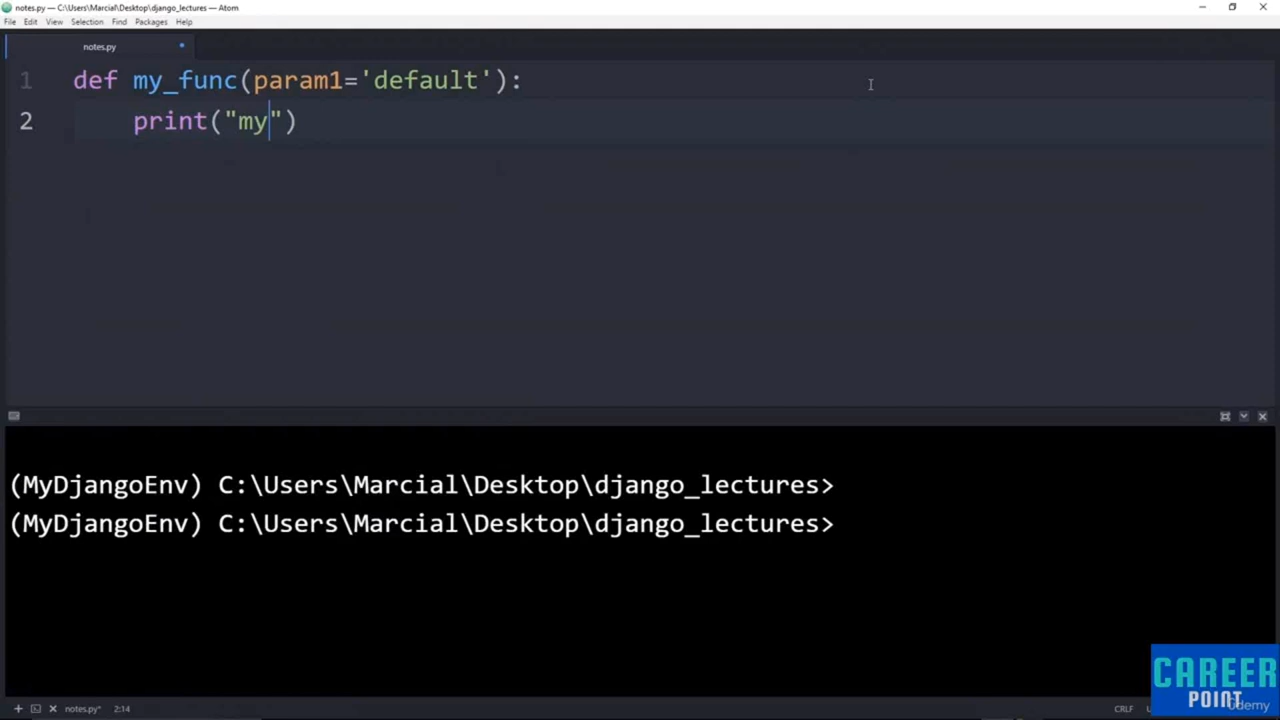 notes.py — C:\Users\Marcial\Desktop\django_lectures — Atom
File Edit View Selection Find Packages Help
notes.py
1 def my_func(param1='default'):
2     print("my")
(MyDjangoEnv) C:\Users\Marcial\Desktop\django_lectures>
(MyDjangoEnv) C:\Users\Marcial\Desktop\django_lectures>
CAREER
POINT
notes.py* 2:14 CRLF